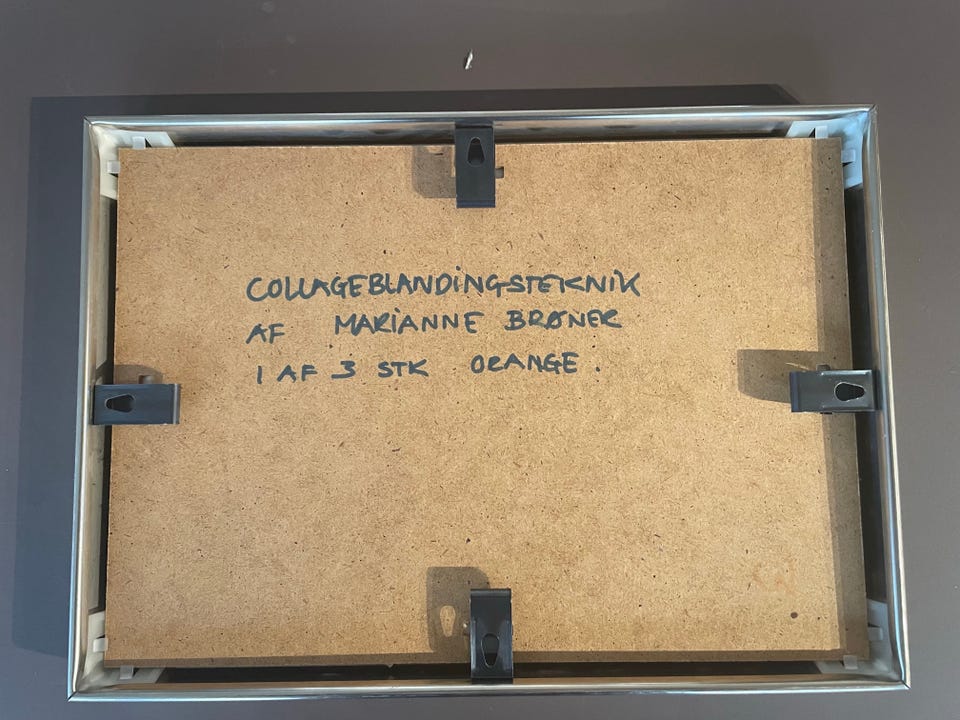 COLLAGEBLANDINGSTEKNIK
AF MARIANNE BRØNER
1 AF 3 STK ORANGE.